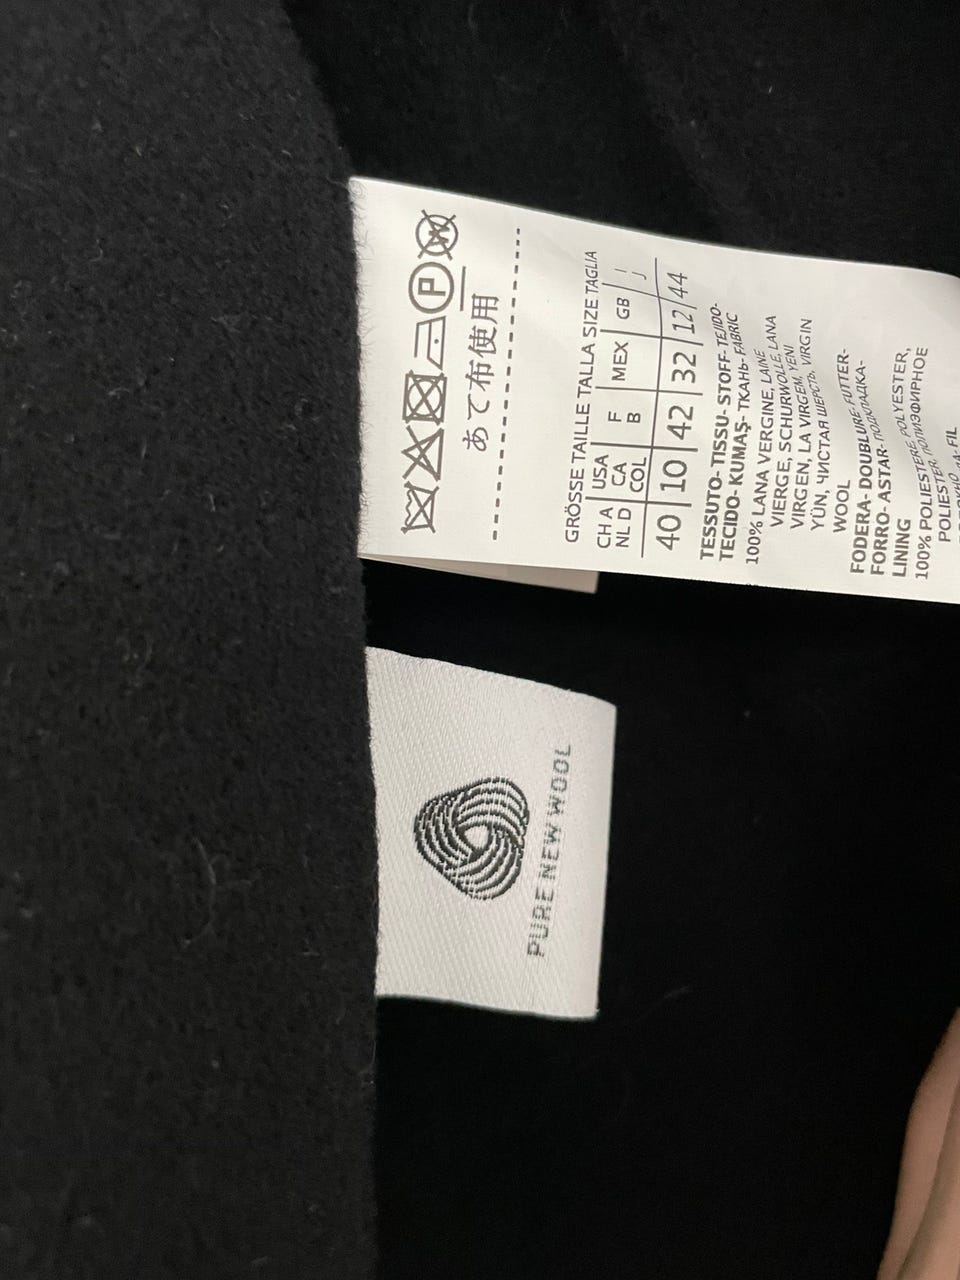 P
W
あて布使用
GRÖSSE TAILLE TALLA SIZE TAGLIA
CH A USA F MEX GB I
NL D CA B J
COL
40 10 42 32 12 44
TESSUTO- TISSU- STOFF- TEJIDO-
TECIDO- KUMAŞ- ТКАНЬ- FABRIC
100% LANA VERGINE, LAINE
VIERGE, SCHURWOLLE, LANA
VIRGEN, LA VIRGEM, YENI
YÜN, ЧИСТАЯ ШЕРСТЬ, VIRGIN
WOOL
FODERA- DOUBLURE- FUTTER-
FORRO- ASTAR- ПОДКЛАДКА-
LINING
100% POLIESTERE, POLYESTER,
POLIESTER, ПОЛИЭФИРНОЕ
FIL
PURE NEW WOOL